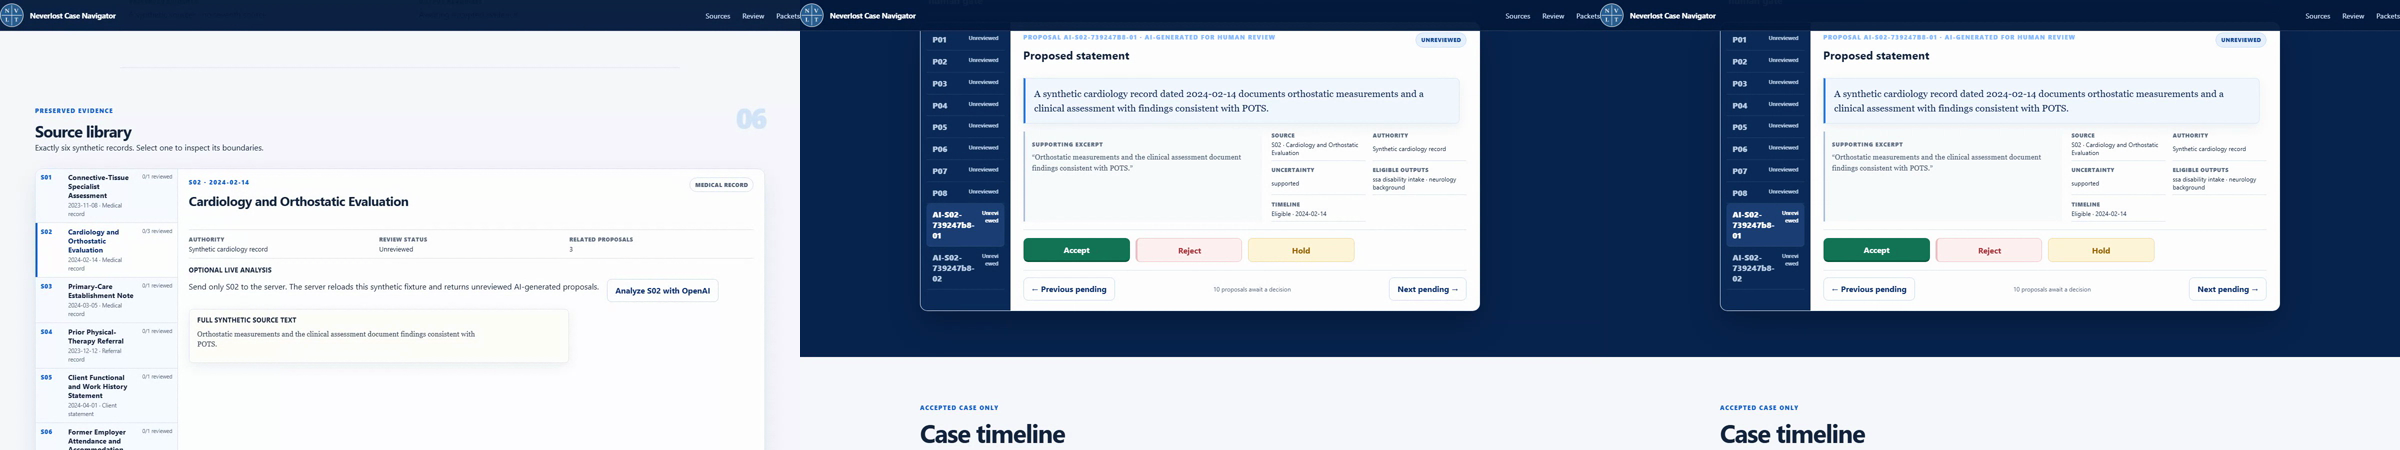 NV
LT
Neverlost Case Navigator
Sources Review Packets
PRESERVED EVIDENCE
06
Source library
Exactly six synthetic records. Select one to inspect its boundaries.
S01
Connective-Tissue
Specialist
Assessment
2023-11-08 · Medical
record
0/1 reviewed
S02
Cardiology and
Orthostatic
Evaluation
2024-02-14 · Medical
record
0/3 reviewed
S03
Primary-Care
Establishment Note
2024-03-05 · Medical
record
0/1 reviewed
S04
Prior Physical-
Therapy Referral
2023-12-12 · Referral
record
0/1 reviewed
S05
Client Functional
and Work History
Statement
2024-04-01 · Client
statement
0/1 reviewed
S06
Former Employer
Attendance and
Accommodation
0/1 reviewed
S02 · 2024-02-14
MEDICAL RECORD
Cardiology and Orthostatic Evaluation
AUTHORITY
Synthetic cardiology record
REVIEW STATUS
Unreviewed
RELATED PROPOSALS
3
OPTIONAL LIVE ANALYSIS
Send only S02 to the server. The server reloads this synthetic fixture and returns unreviewed AI-generated proposals.
Analyze S02 with OpenAI
FULL SYNTHETIC SOURCE TEXT
Orthostatic measurements and the clinical assessment document findings consistent with
POTS.
NV
LT
Neverlost Case Navigator
Sources Review Packets
P01 Unreviewed
P02 Unreviewed
P03 Unreviewed
P04 Unreviewed
P05 Unreviewed
P06 Unreviewed
P07 Unreviewed
P08 Unreviewed
AI-S02-
739247b8-
01
Unrevi
ewed
AI-S02-
739247b8-
02
Unrevi
ewed
PROPOSAL AI-S02-739247B8-01 · AI-GENERATED FOR HUMAN REVIEW
UNREVIEWED
Proposed statement
A synthetic cardiology record dated 2024-02-14 documents orthostatic measurements and a
clinical assessment with findings consistent with POTS.
SUPPORTING EXCERPT
"Orthostatic measurements and the clinical assessment document
findings consistent with POTS."
SOURCE
S02 · Cardiology and Orthostatic
Evaluation
AUTHORITY
Synthetic cardiology record
UNCERTAINTY
supported
ELIGIBLE OUTPUTS
ssa disability intake · neurology
background
TIMELINE
Eligible · 2024-02-14
Accept
Reject
Hold
← Previous pending
10 proposals await a decision
Next pending →
ACCEPTED CASE ONLY
Case timeline
NV
LT
Neverlost Case Navigator
Sources Review Packets
P01 Unreviewed
P02 Unreviewed
P03 Unreviewed
P04 Unreviewed
P05 Unreviewed
P06 Unreviewed
P07 Unreviewed
P08 Unreviewed
AI-S02-
739247b8-
01
Unrevi
ewed
AI-S02-
739247b8-
02
Unrevi
ewed
PROPOSAL AI-S02-739247B8-01 · AI-GENERATED FOR HUMAN REVIEW
UNREVIEWED
Proposed statement
A synthetic cardiology record dated 2024-02-14 documents orthostatic measurements and a
clinical assessment with findings consistent with POTS.
SUPPORTING EXCERPT
"Orthostatic measurements and the clinical assessment document
findings consistent with POTS."
SOURCE
S02 · Cardiology and Orthostatic
Evaluation
AUTHORITY
Synthetic cardiology record
UNCERTAINTY
supported
ELIGIBLE OUTPUTS
ssa disability intake · neurology
background
TIMELINE
Eligible · 2024-02-14
Accept
Reject
Hold
← Previous pending
10 proposals await a decision
Next pending →
ACCEPTED CASE ONLY
Case timeline